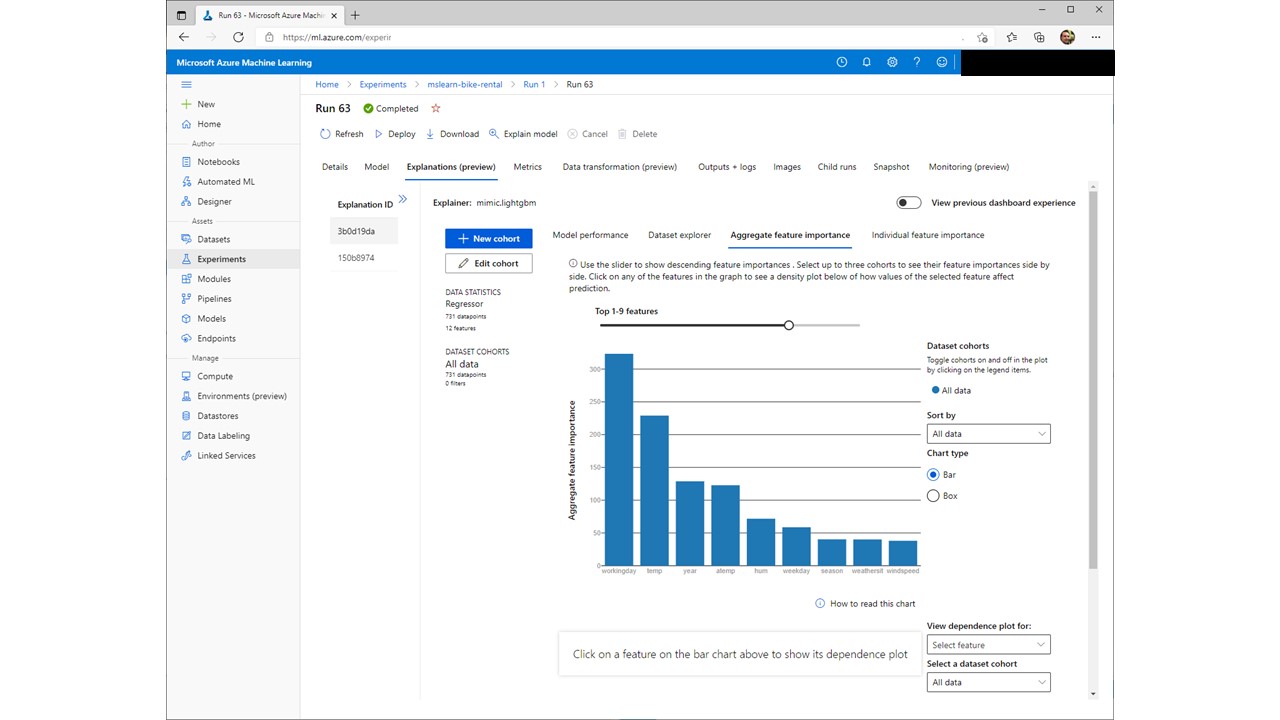 Run 63 - Microsoft Azure Machin
https://ml.azure.com/experir
Microsoft Azure Machine Learning
Home > Experiments > mslearn-bike-rental > Run 1 > Run 63
New
Home
Author
Notebooks
Automated ML
Designer
Assets
Datasets
Experiments
Modules
Pipelines
Models
Endpoints
Manage
Compute
Environments (preview)
Datastores
Data Labeling
Linked Services
Run 63 Completed
Refresh Deploy Download Explain model Cancel Delete
Details Model Explanations (preview) Metrics Data transformation (preview) Outputs + logs Images Child runs Snapshot Monitoring (preview)
Explanation ID
3b0d19da
150b8974
Explainer: mimic.lightgbm
View previous dashboard experience
New cohort
Edit cohort
DATA STATISTICS
Regressor
731 datapoints
12 features
DATASET COHORTS
All data
731 datapoints
0 filters
Model performance Dataset explorer Aggregate feature importance Individual feature importance
Use the slider to show descending feature importances . Select up to three cohorts to see their feature importances side by
side. Click on any of the features in the graph to see a density plot below of how values of the selected feature affect
prediction.
Top 1-9 features
Aggregate feature importance
300
250
200
150
100
50
0
workingday temp year atemp hum weekday season weathersit windspeed
How to read this chart
Click on a feature on the bar chart above to show its dependence plot
Dataset cohorts
Toggle cohorts on and off in the plot
by clicking on the legend items.
All data
Sort by
All data
Chart type
Bar
Box
View dependence plot for:
Select feature
Select a dataset cohort
All data